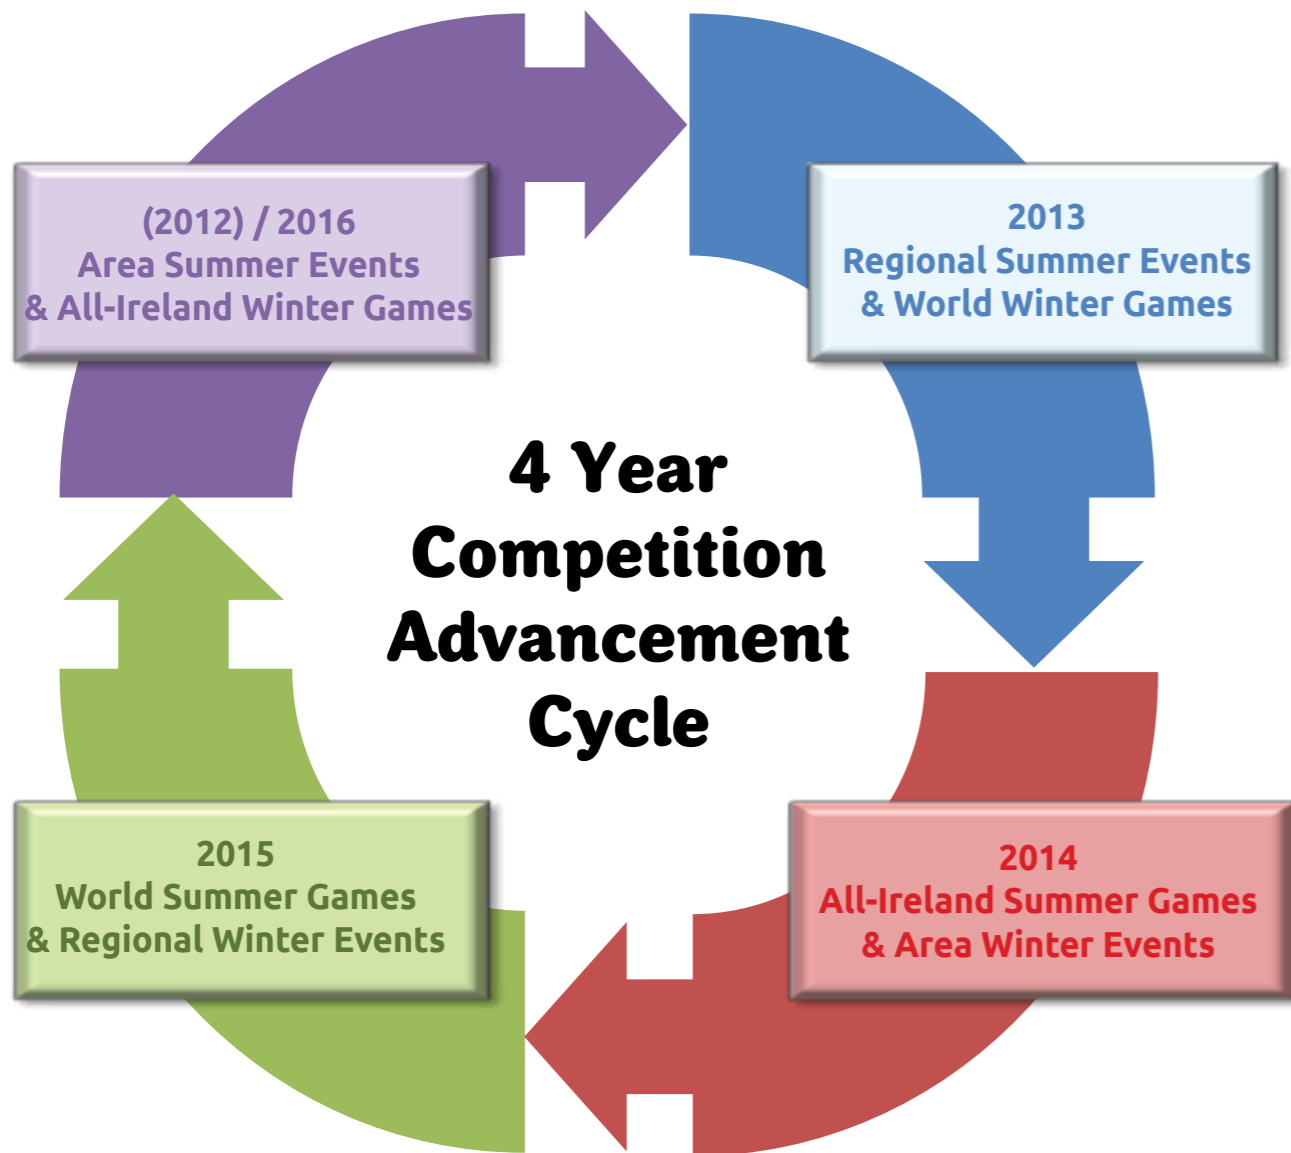 (2012) / 2016
Area Summer Events
& All-Ireland Winter Games
2013
Regional Summer Events
& World Winter Games
4 Year
Competition
Advancement
Cycle
2015
World Summer Games
& Regional Winter Events
2014
All-Ireland Summer Games
& Area Winter Events